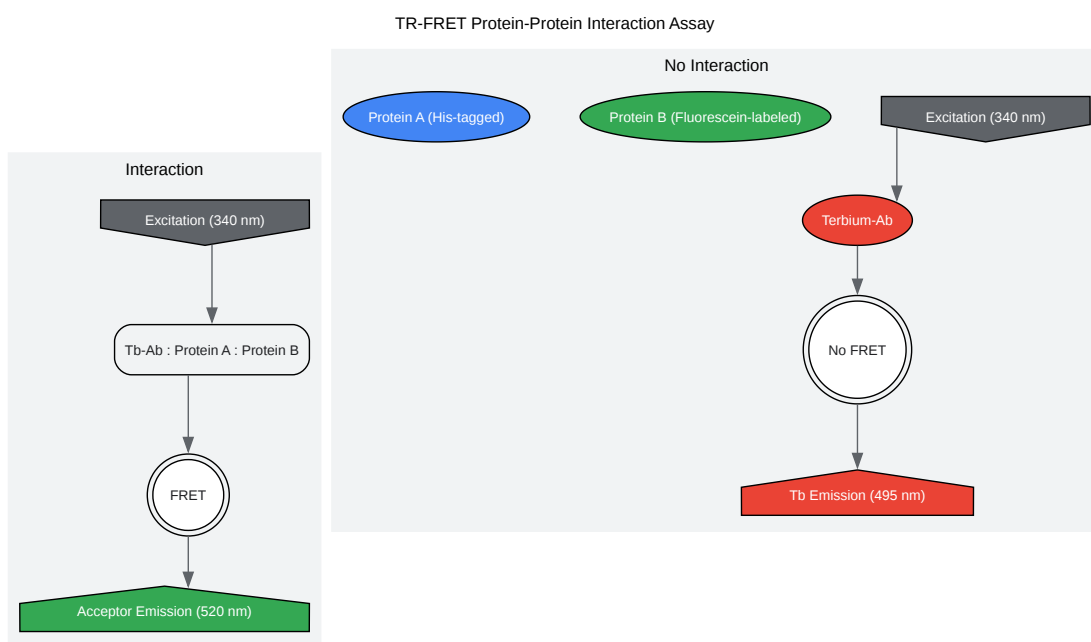 TR-FRET Protein-Protein Interaction Assay
Interaction
Excitation (340 nm)
Tb-Ab : Protein A : Protein B
FRET
Acceptor Emission (520 nm)
No Interaction
Protein A (His-tagged)
Protein B (Fluorescein-labeled)
Excitation (340 nm)
Terbium-Ab
No FRET
Tb Emission (495 nm)